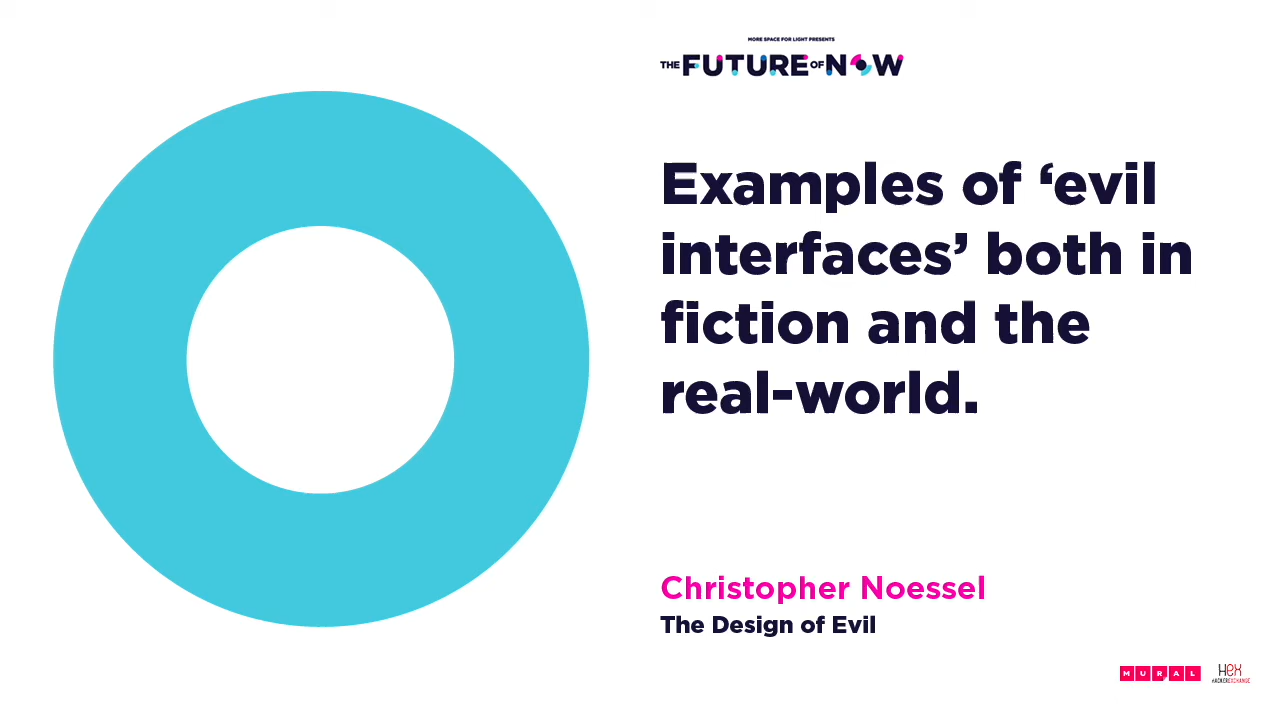 MORE SPACE FOR LIGHT PRESENTS
THE FUTURE OF NOW
Examples of ‘evil
interfaces’ both in
fiction and the
real-world.
Christopher Noessel
The Design of Evil
MURAL
HEX
HACKEREXCHANGE